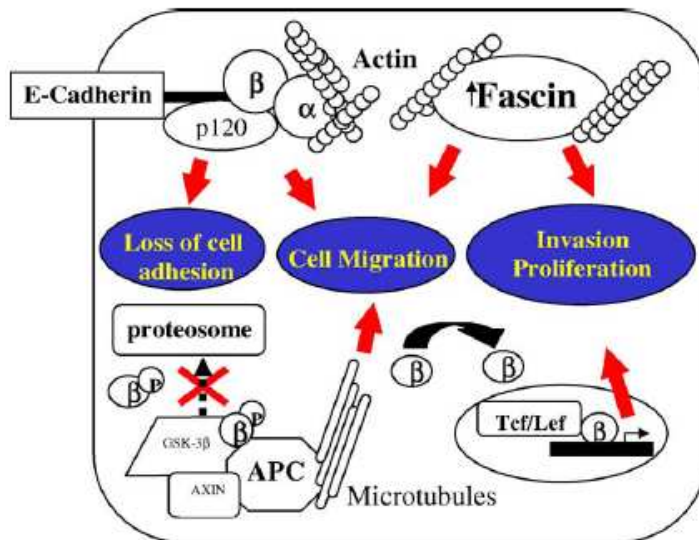 Actin
E-Cadherin
β
α
p120
↑Fascin
Loss of cell
adhesion
Cell Migration
Invasion
Proliferation
proteosome
β
P
β
β
β
P
GSK-3β
APC
AXIN
Tcf/Lef
β
Microtubules